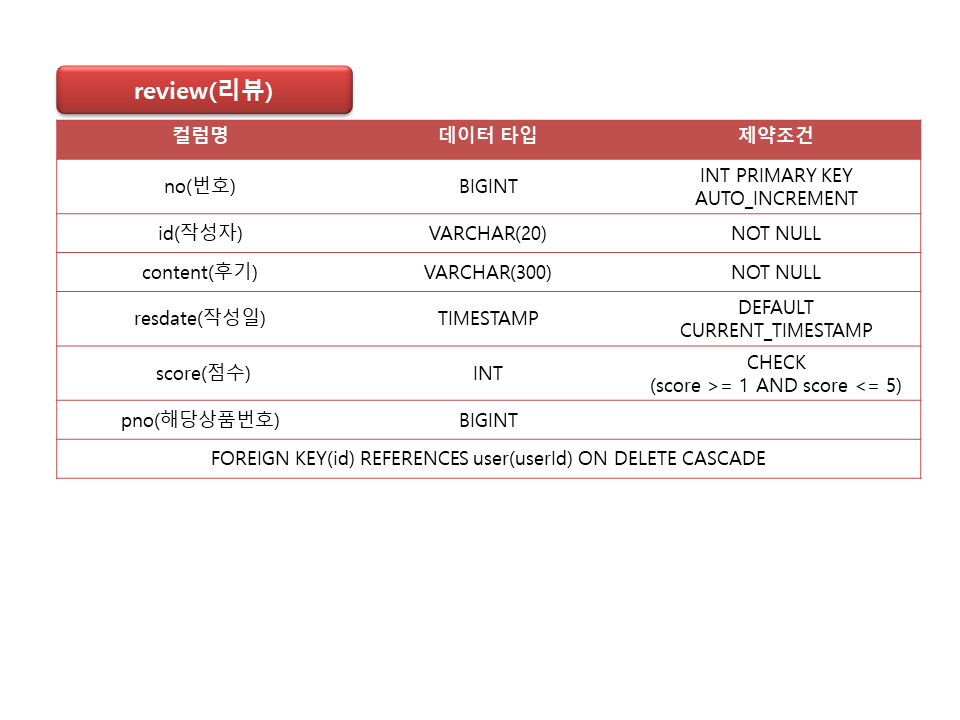 review(리뷰)
컬럼명 데이터 타입 제약조건
no(번호) BIGINT INT PRIMARY KEY
AUTO_INCREMENT
id(작성자) VARCHAR(20) NOT NULL
content(후기) VARCHAR(300) NOT NULL
resdate(작성일) TIMESTAMP DEFAULT
CURRENT_TIMESTAMP
score(점수) INT CHECK
(score >= 1 AND score <= 5)
pno(해당상품번호) BIGINT
FOREIGN KEY(id) REFERENCES user(userId) ON DELETE CASCADE